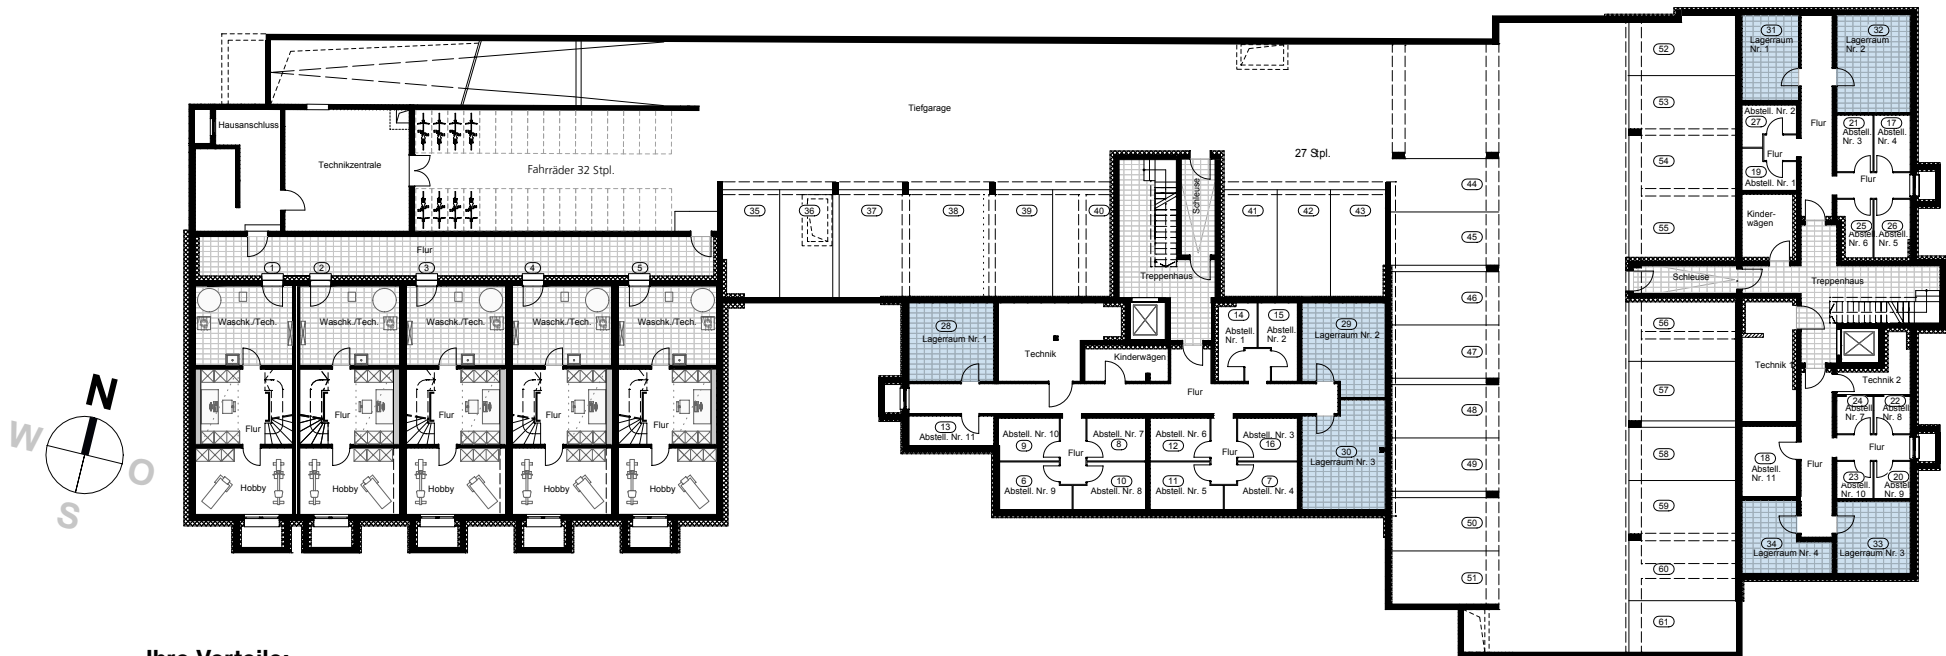 Tiefgarage
27 Stpl.
Hausanschluss
Technikzentrale
Fahrräder 32 Stpl.
35
36
37
38
39
40
Schleuse
Treppenhaus
41
42
43
44
45
46
47
48
49
50
51
52
53
54
55
56
57
58
59
60
61
Flur
1
2
3
4
5
Waschk./Tech.
Waschk./Tech.
Waschk./Tech.
Waschk./Tech.
Waschk./Tech.
Flur
Flur
Flur
Flur
Flur
Hobby
Hobby
Hobby
Hobby
Hobby
N
W
O
S
28
Lagerraum Nr. 1
Technik
Kinderwägen
14
Abstell.
Nr. 1
15
Abstell.
Nr. 2
29
Lagerraum Nr. 2
Flur
13
Abstell. Nr. 11
Abstell. Nr. 10
9
Abstell. Nr. 7
8
Flur
6
Abstell. Nr. 9
10
Abstell. Nr. 8
Abstell. Nr. 6
12
Abstell. Nr. 3
16
Flur
11
Abstell. Nr. 5
7
Abstell. Nr. 4
30
Lagerraum Nr. 3
31
Lagerraum
Nr. 1
32
Lagerraum
Nr. 2
Flur
Abstell. Nr. 2
27
Flur
19
Abstell. Nr. 1
21
Abstell.
Nr. 3
17
Abstell.
Nr. 4
Flur
25
Abstell.
Nr. 6
26
Abstell.
Nr. 5
Kinder-
wägen
Schleuse
Treppenhaus
Technik 1
Technik 2
24
Abstell.
Nr. 7
22
Abstell.
Nr. 8
Flur
Flur
18
Abstell.
Nr. 11
23
Abstell.
Nr. 10
20
Abstell.
Nr. 9
34
Lagerraum Nr. 4
33
Lagerraum Nr. 3
Ihre Vorteile: